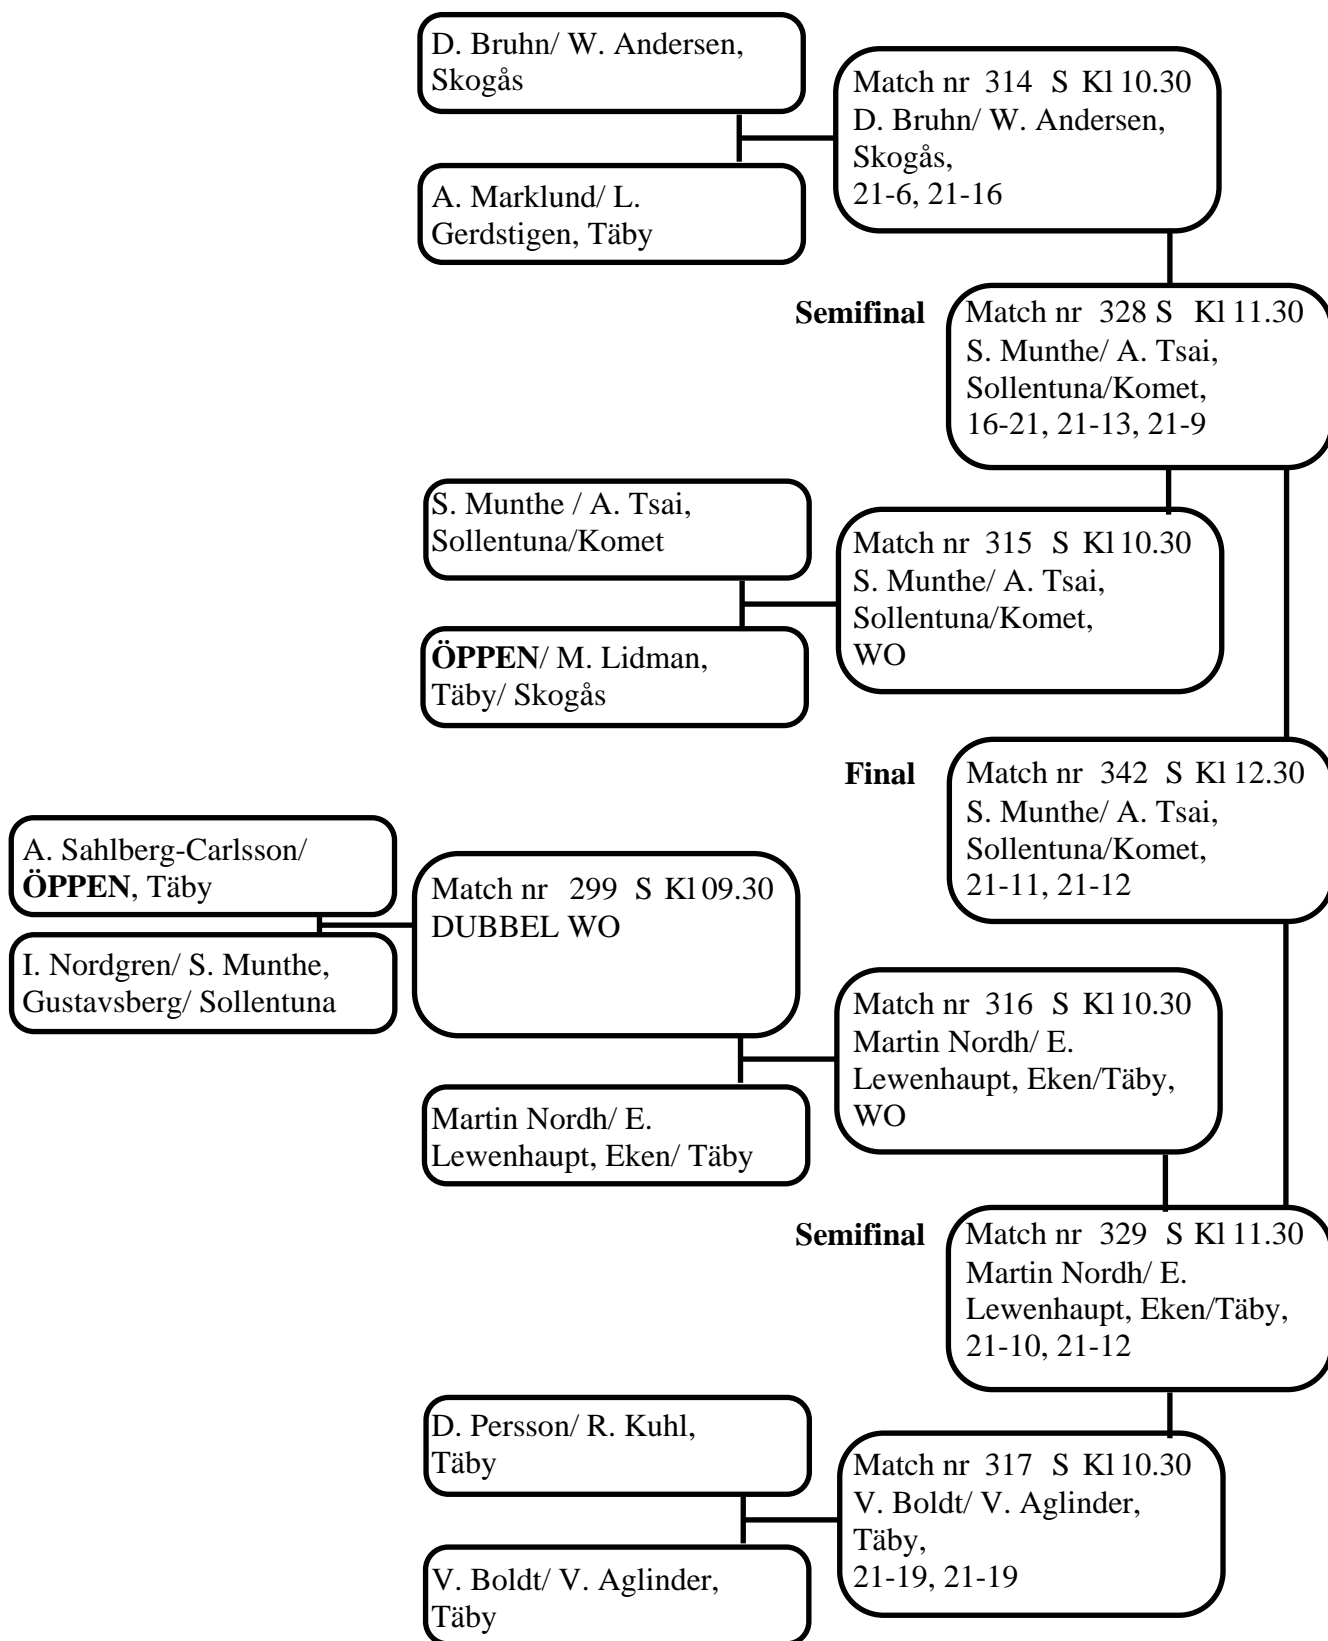 D. Bruhn/ W. Andersen,
Skogås
Match nr 314 S Kl 10.30
D. Bruhn/ W. Andersen,
Skogås,
21-6, 21-16
A. Marklund/ L.
Gerdstigen, Täby
Semifinal
Match nr 328 S Kl 11.30
S. Munthe/ A. Tsai,
Sollentuna/Komet,
16-21, 21-13, 21-9
S. Munthe / A. Tsai,
Sollentuna/Komet
Match nr 315 S Kl 10.30
S. Munthe/ A. Tsai,
Sollentuna/Komet,
WO
ÖPPEN/ M. Lidman,
Täby/ Skogås
Final
Match nr 342 S Kl 12.30
S. Munthe/ A. Tsai,
Sollentuna/Komet,
21-11, 21-12
A. Sahlberg-Carlsson/
ÖPPEN, Täby
Match nr 299 S Kl 09.30
DUBBEL WO
I. Nordgren/ S. Munthe,
Gustavsberg/ Sollentuna
Match nr 316 S Kl 10.30
Martin Nordh/ E.
Lewenhaupt, Eken/Täby,
WO
Martin Nordh/ E.
Lewenhaupt, Eken/ Täby
Semifinal
Match nr 329 S Kl 11.30
Martin Nordh/ E.
Lewenhaupt, Eken/Täby,
21-10, 21-12
D. Persson/ R. Kuhl,
Täby
Match nr 317 S Kl 10.30
V. Boldt/ V. Aglinder,
Täby,
21-19, 21-19
V. Boldt/ V. Aglinder,
Täby